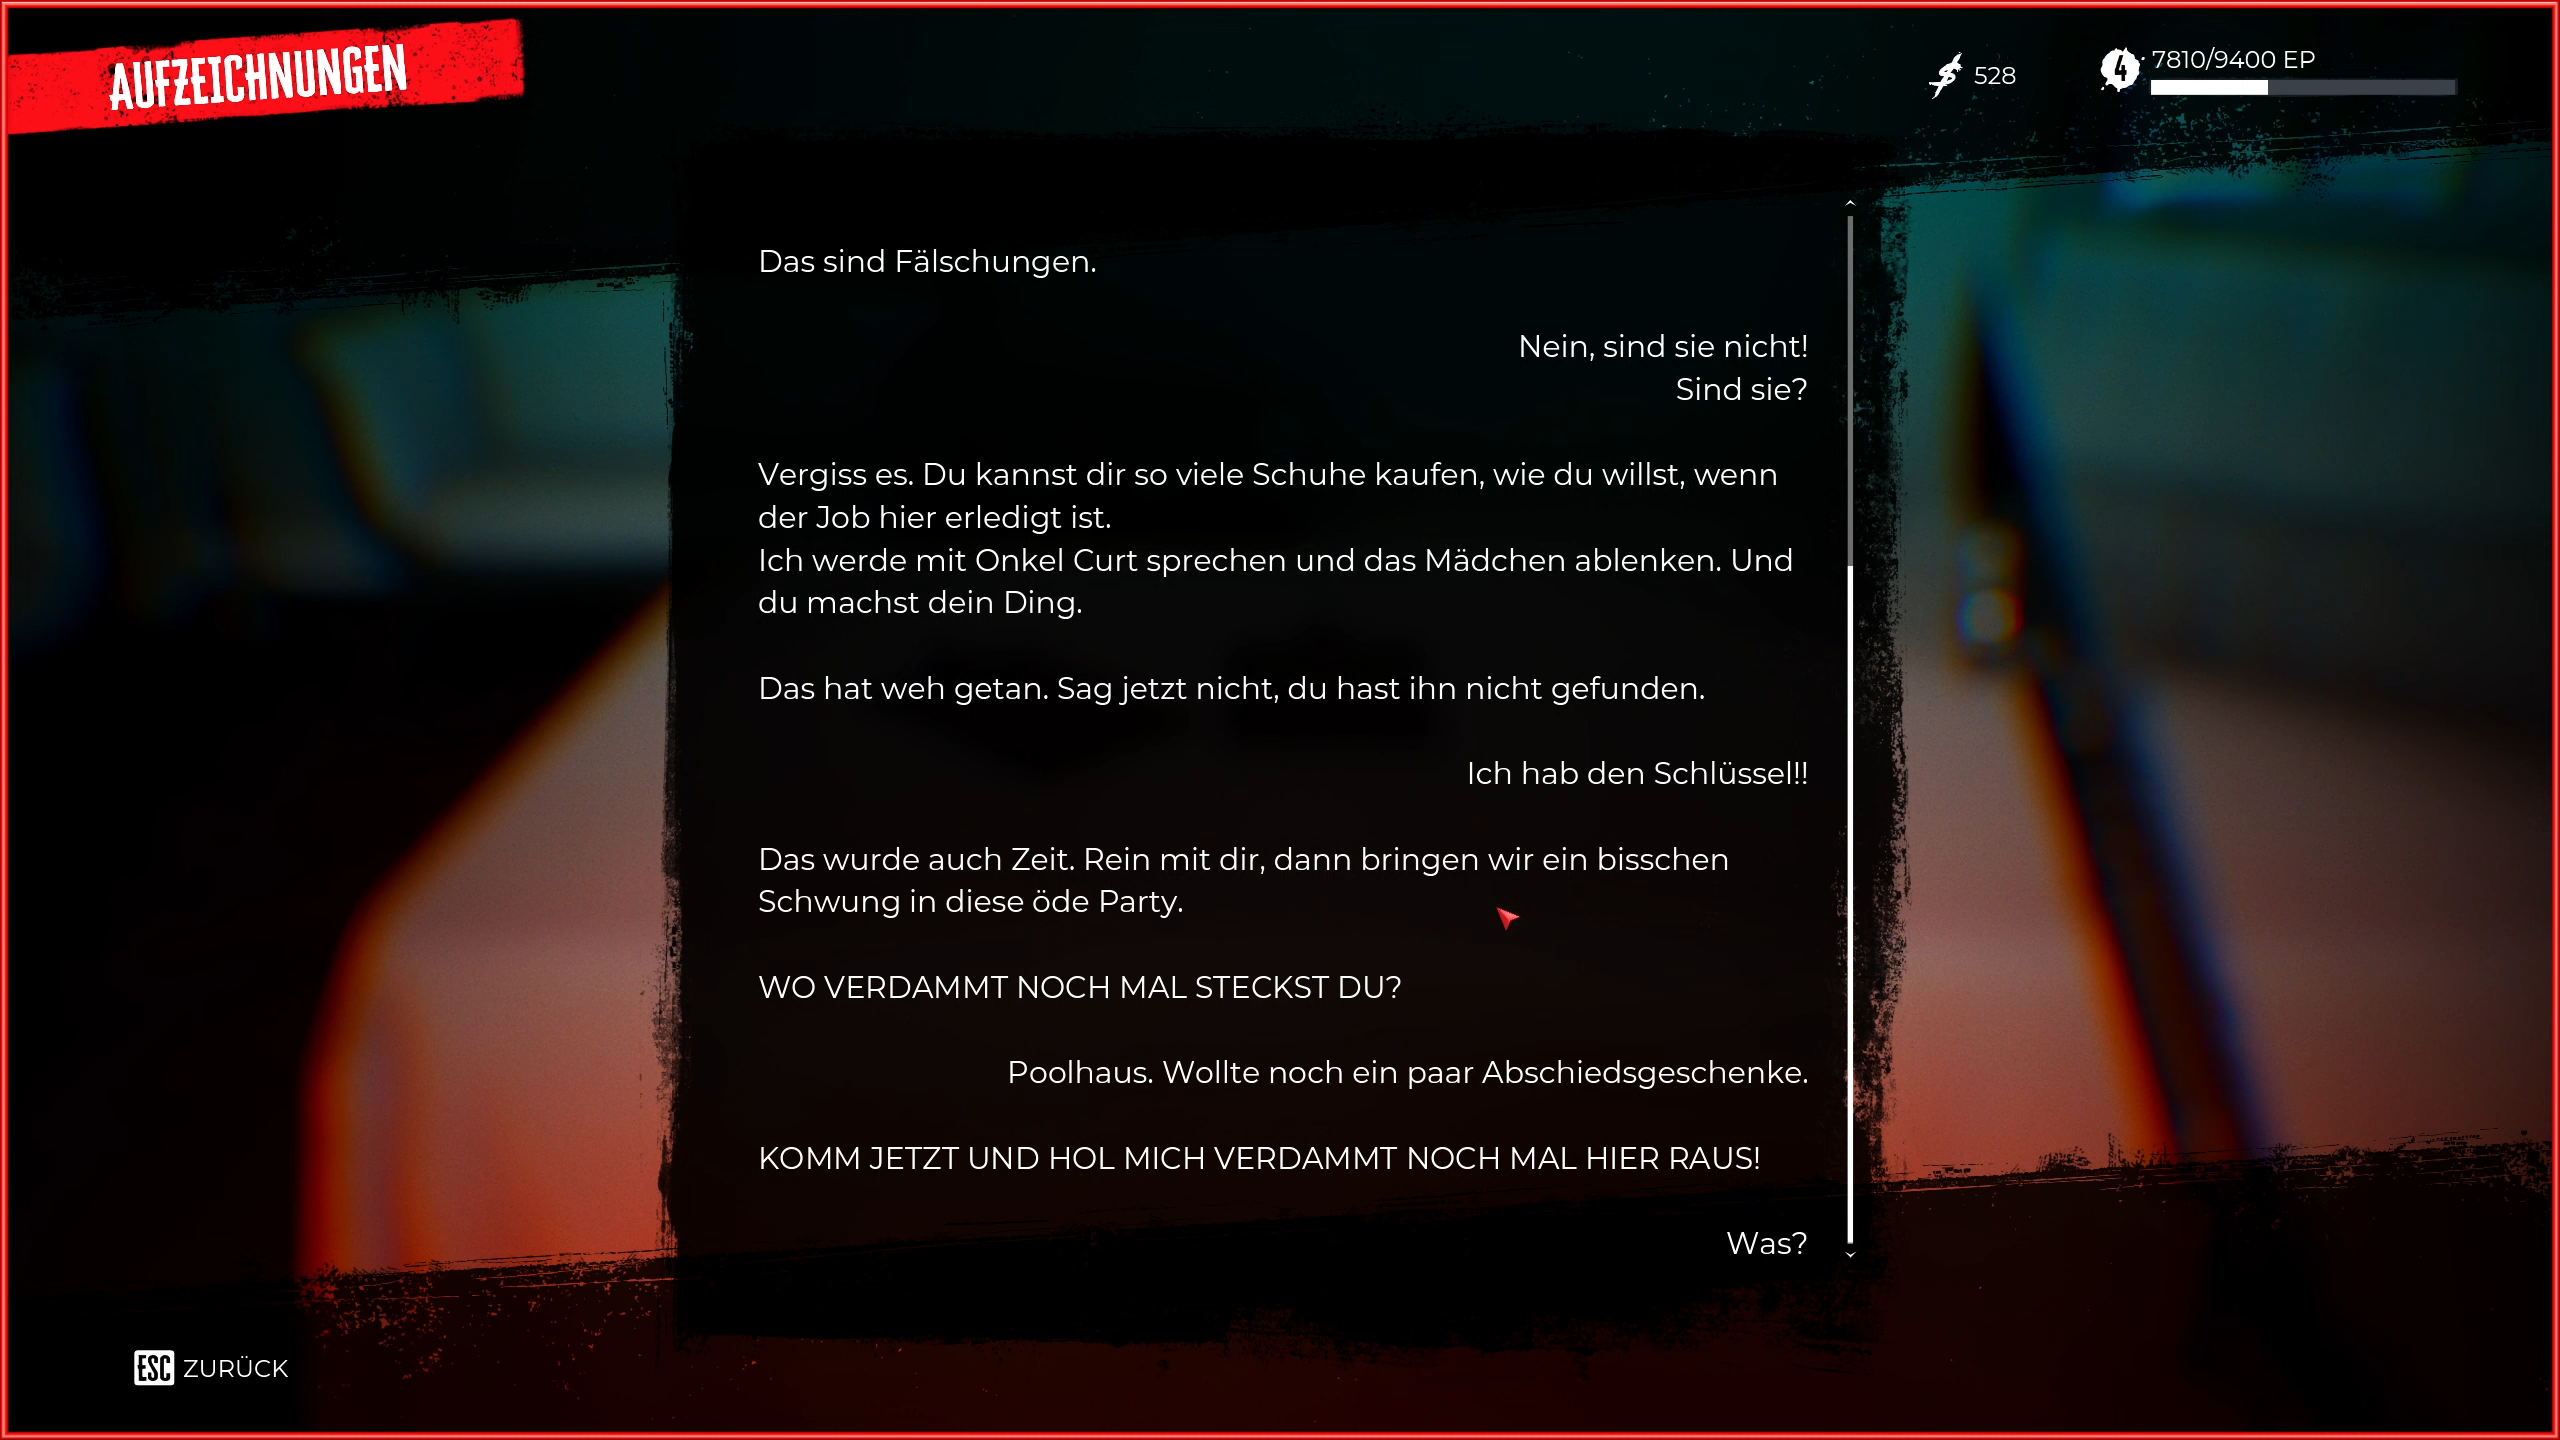 AUFZEICHNUNGEN
528
4
7810/9400 EP
Das sind Fälschungen.
Nein, sind sie nicht!
Sind sie?
Vergiss es. Du kannst dir so viele Schuhe kaufen, wie du willst, wenn
der Job hier erledigt ist.
Ich werde mit Onkel Curt sprechen und das Mädchen ablenken. Und
du machst dein Ding.
Das hat weh getan. Sag jetzt nicht, du hast ihn nicht gefunden.
Ich hab den Schlüssel!!
Das wurde auch Zeit. Rein mit dir, dann bringen wir ein bisschen
Schwung in diese öde Party.
WO VERDAMMT NOCH MAL STECKST DU?
Poolhaus. Wollte noch ein paar Abschiedsgeschenke.
KOMM JETZT UND HOL MICH VERDAMMT NOCH MAL HIER RAUS!
Was?
ESC ZURÜCK